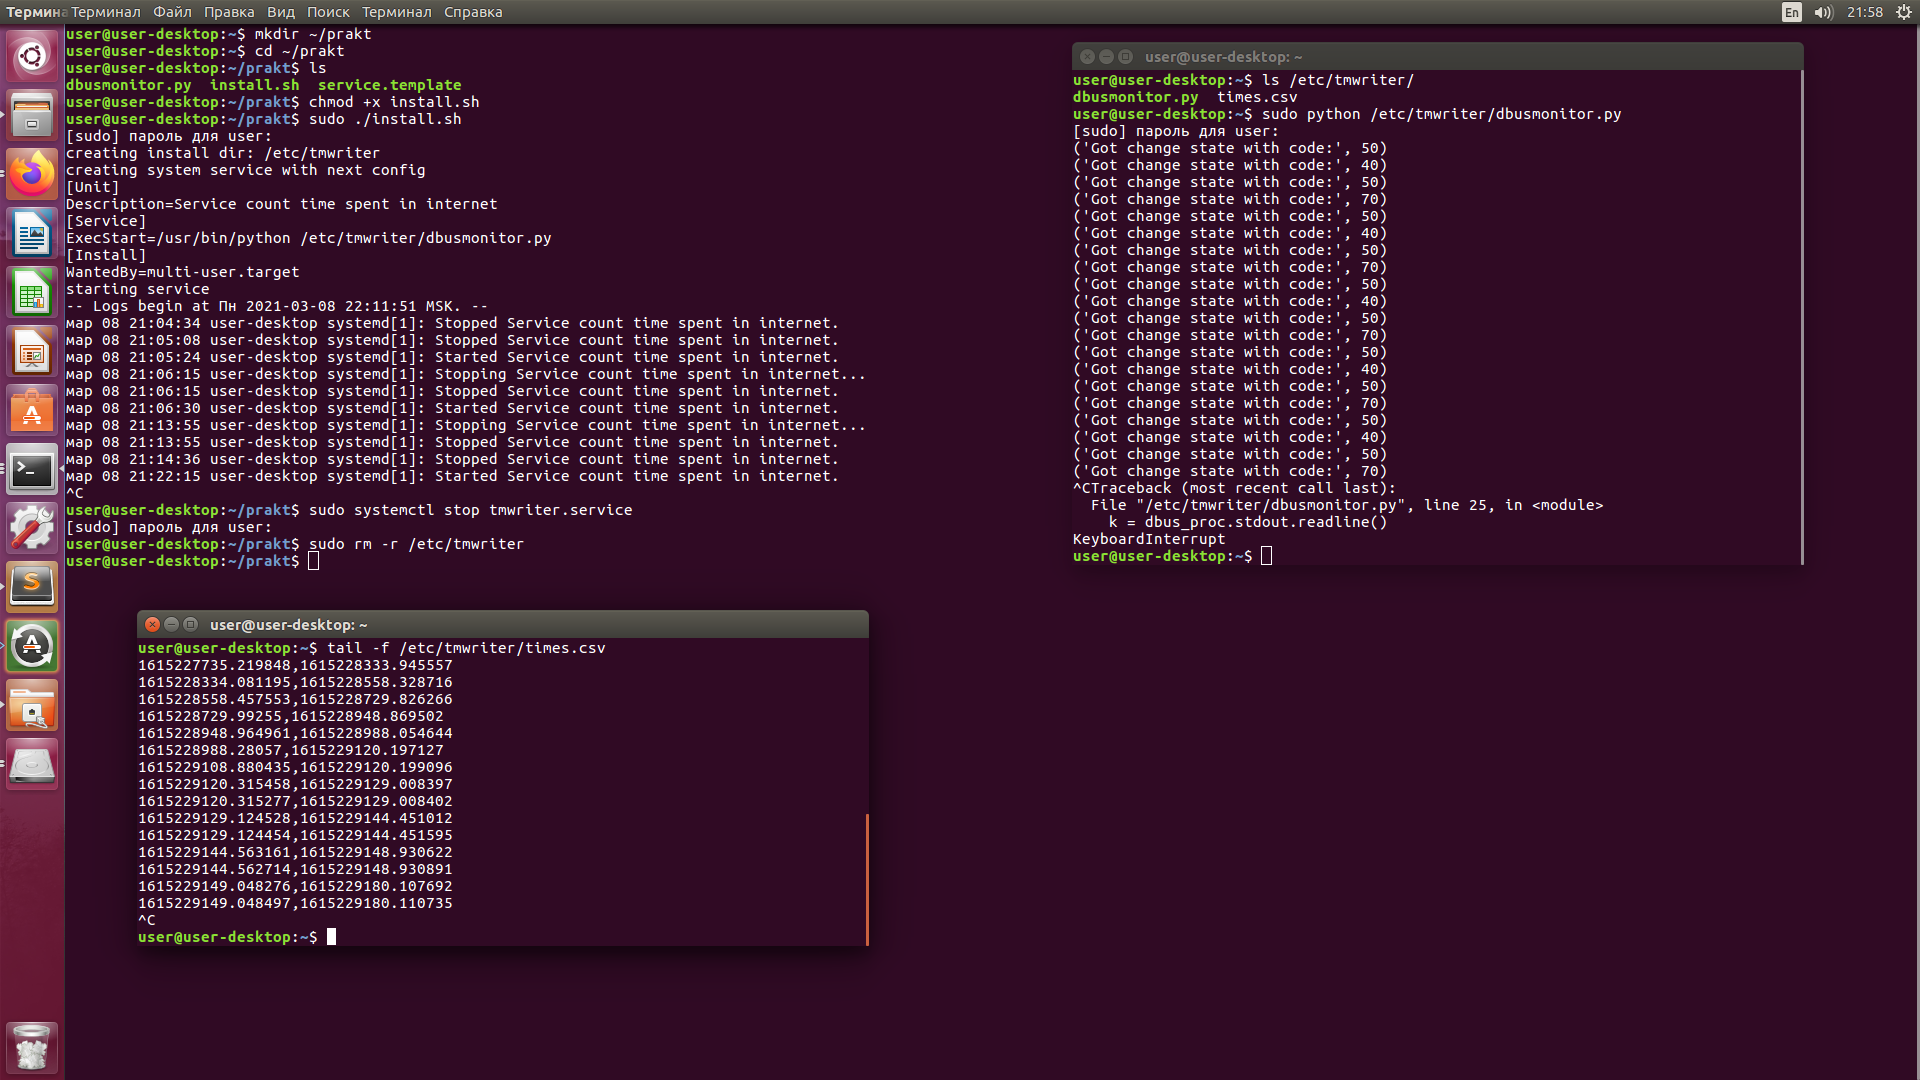 Термина Терминал Файл Правка Вид Поиск Терминал Справка
En 21:58
user@user-desktop:~$ mkdir ~/prakt
user@user-desktop:~$ cd ~/prakt
user@user-desktop:~/prakt$ ls
dbusmonitor.py install.sh service.template
user@user-desktop:~/prakt$ chmod +x install.sh
user@user-desktop:~/prakt$ sudo ./install.sh
[sudo] пароль для user:
creating install dir: /etc/tmwriter
creating system service with next config
[Unit]
Description=Service count time spent in internet
[Service]
ExecStart=/usr/bin/python /etc/tmwriter/dbusmonitor.py
[Install]
WantedBy=multi-user.target
starting service
-- Logs begin at Пн 2021-03-08 22:11:51 MSK. --
мар 08 21:04:34 user-desktop systemd[1]: Stopped Service count time spent in internet.
мар 08 21:05:08 user-desktop systemd[1]: Stopped Service count time spent in internet.
мар 08 21:05:24 user-desktop systemd[1]: Started Service count time spent in internet.
мар 08 21:06:15 user-desktop systemd[1]: Stopping Service count time spent in internet...
мар 08 21:06:15 user-desktop systemd[1]: Stopped Service count time spent in internet.
мар 08 21:06:30 user-desktop systemd[1]: Started Service count time spent in internet.
мар 08 21:13:55 user-desktop systemd[1]: Stopping Service count time spent in internet...
мар 08 21:13:55 user-desktop systemd[1]: Stopped Service count time spent in internet.
мар 08 21:14:36 user-desktop systemd[1]: Started Service count time spent in internet.
мар 08 21:22:15 user-desktop systemd[1]: Started Service count time spent in internet.
^C
user@user-desktop:~/prakt$ sudo systemctl stop tmwriter.service
[sudo] пароль для user:
user@user-desktop:~/prakt$ sudo rm -r /etc/tmwriter
user@user-desktop:~/prakt$
user@user-desktop: ~
user@user-desktop:~$ ls /etc/tmwriter/
dbusmonitor.py times.csv
user@user-desktop:~$ sudo python /etc/tmwriter/dbusmonitor.py
[sudo] пароль для user:
('Got change state with code:', 50)
('Got change state with code:', 40)
('Got change state with code:', 50)
('Got change state with code:', 70)
('Got change state with code:', 50)
('Got change state with code:', 40)
('Got change state with code:', 50)
('Got change state with code:', 70)
('Got change state with code:', 50)
('Got change state with code:', 40)
('Got change state with code:', 50)
('Got change state with code:', 70)
('Got change state with code:', 50)
('Got change state with code:', 40)
('Got change state with code:', 50)
('Got change state with code:', 70)
('Got change state with code:', 50)
('Got change state with code:', 40)
('Got change state with code:', 50)
('Got change state with code:', 70)
^CTraceback (most recent call last):
File "/etc/tmwriter/dbusmonitor.py", line 25, in <module>
k = dbus_proc.stdout.readline()
KeyboardInterrupt
user@user-desktop:~$
user@user-desktop: ~
user@user-desktop:~$ tail -f /etc/tmwriter/times.csv
1615227735.219848,1615228333.945557
1615228334.081195,1615228558.328716
1615228558.457553,1615228729.826266
1615228729.99255,1615228948.869502
1615228948.964961,1615228988.054644
1615228988.28057,1615229120.197127
1615229108.880435,1615229120.199096
1615229120.315458,1615229129.008397
1615229120.315277,1615229129.008402
1615229129.124528,1615229144.451012
1615229129.124454,1615229144.451595
1615229144.563161,1615229148.930622
1615229144.562714,1615229148.930891
1615229149.048276,1615229180.107692
1615229149.048497,1615229180.110735
^C
user@user-desktop:~$